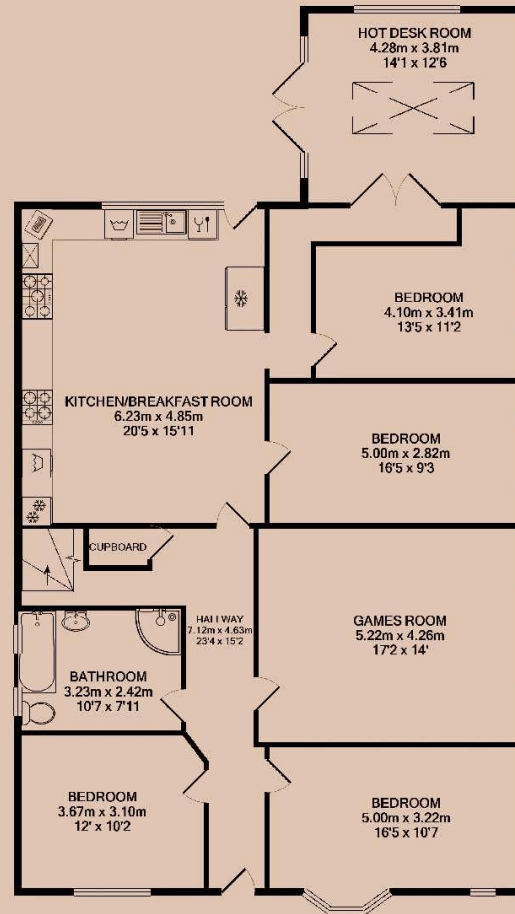 HOT DESK ROOM
4.28m x 3.81m
14'1 x 12'6
BEDROOM
4.10m x 3.41m
13'5 x 11'2
KITCHEN/BREAKFAST ROOM
6.23m x 4.85m
20'5 x 15'11
BEDROOM
5.00m x 2.82m
16'5 x 9'3
CUPBOARD
HALLWAY
7.12m x 4.63m
23'4 x 15'2
GAMES ROOM
5.22m x 4.26m
17'2 x 14'
BATHROOM
3.23m x 2.42m
10'7 x 7'11
BEDROOM
3.67m x 3.10m
12' x 10'2
BEDROOM
5.00m x 3.22m
16'5 x 10'7